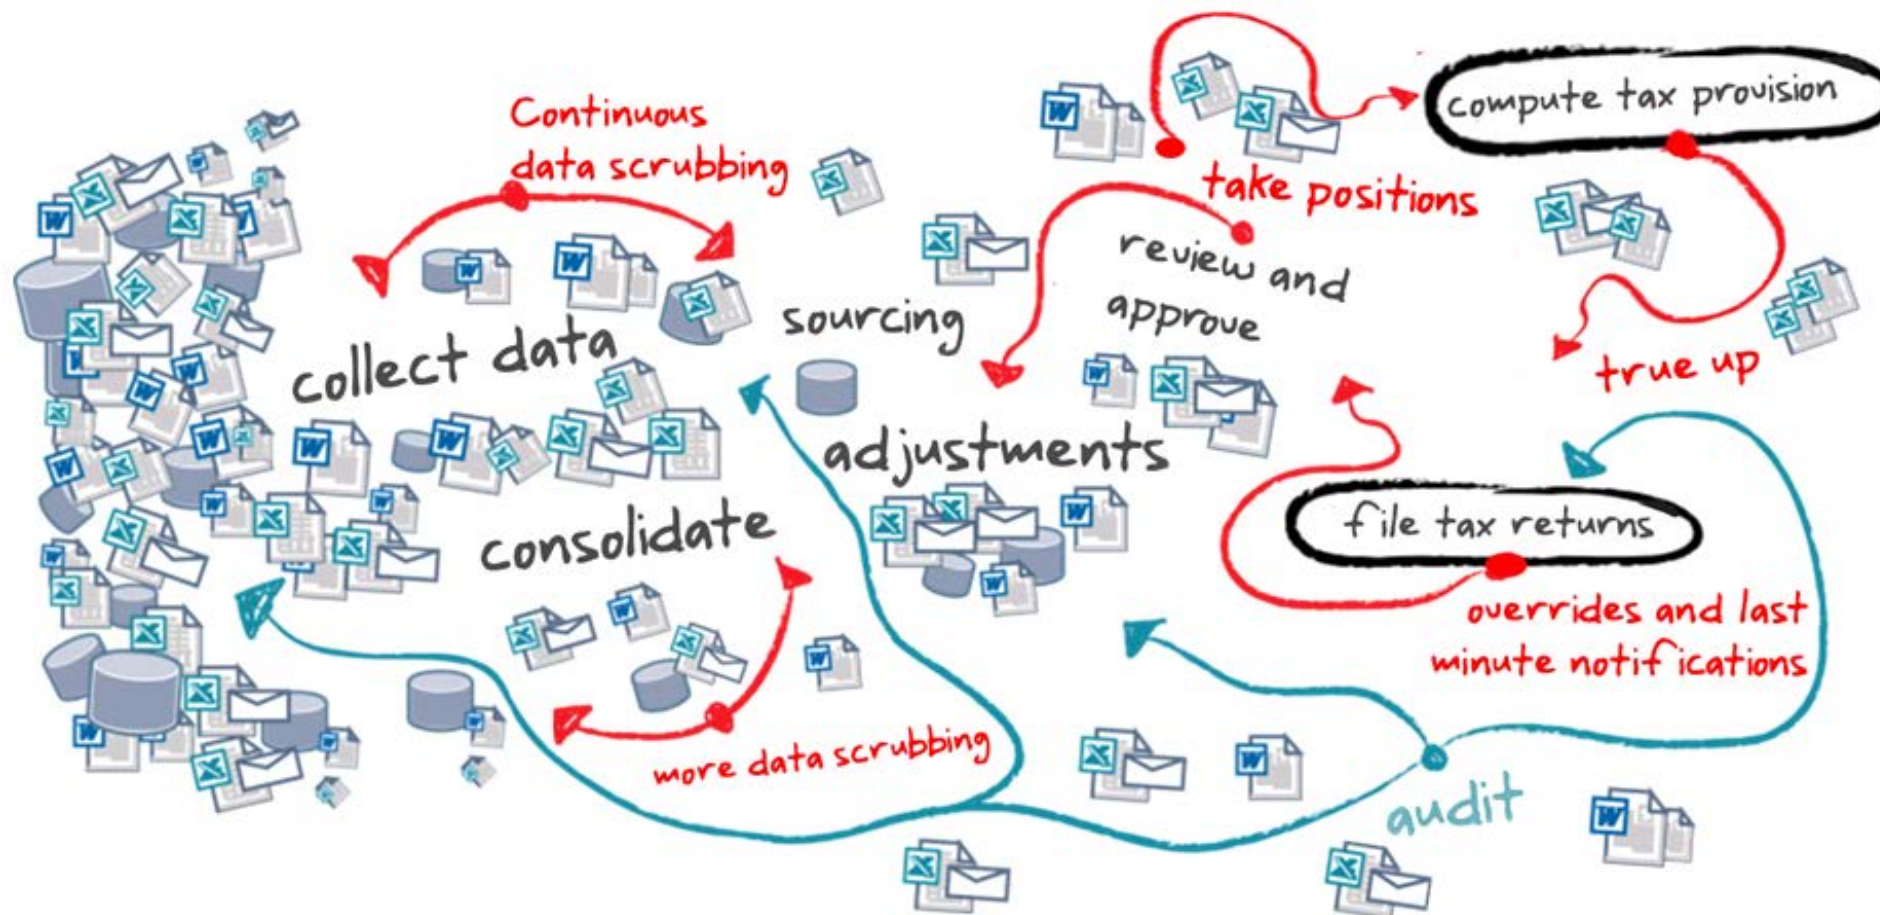 Continuous
data scrubbing
collect data
consolidate
more data scrubbing
sourcing
adjustments
review and
approve
take positions
compute tax provision
true up
file tax returns
overrides and last
minute notifications
audit